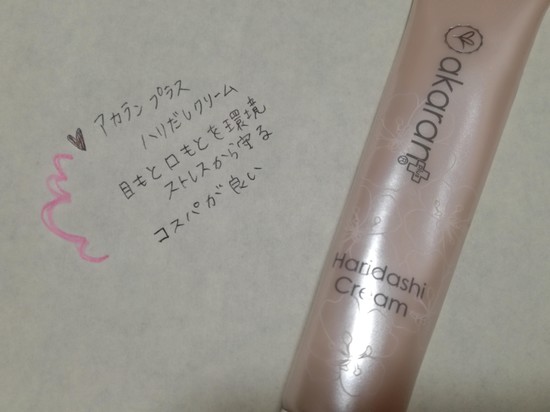 アカラン プラス
ハリだしクリーム
目もと口もとを環境
ストレスから守る
コスパが良い
akaran+
Haridashi
Cream